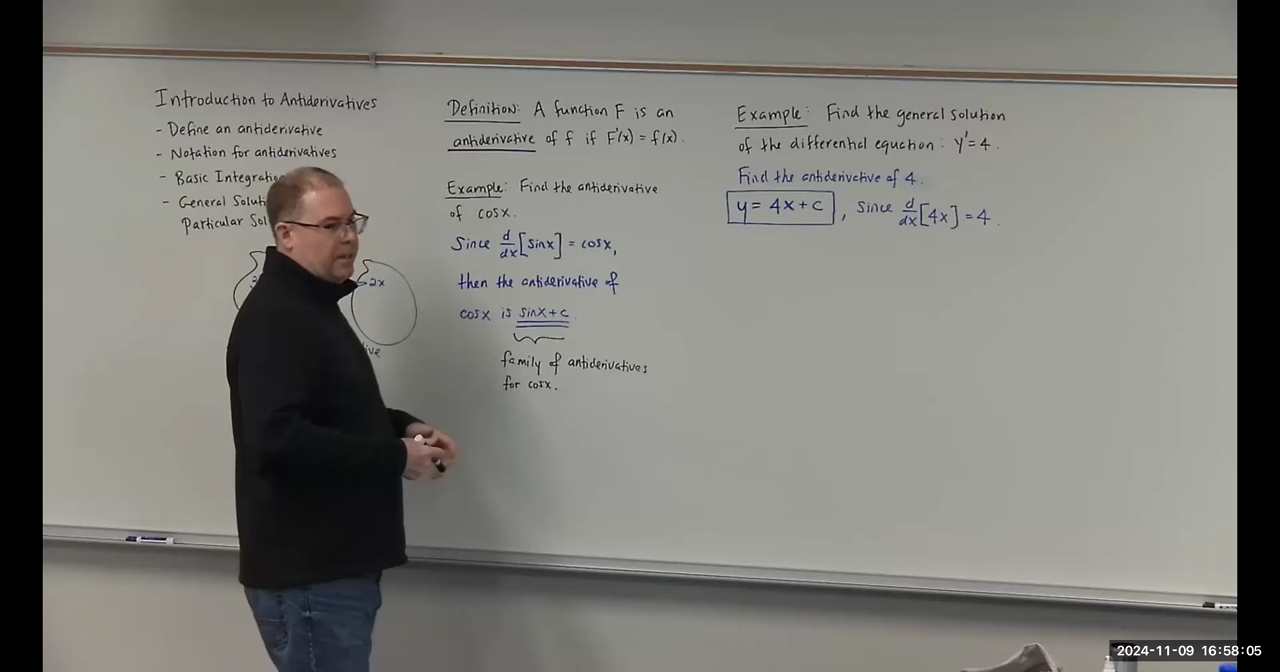 Introduction to Antiderivatives
- Define an antiderivative
- Notation for antiderivatives
- Basic
- General
Particular
2x
Definition: A function F is an
antiderivative of f if F'(x) = f(x).
Example: Find the antiderivative
of cosx.
Since d/dx [sinx] = cosx,
then the antiderivative of
cosx is sinx + c.
family of antiderivatives
for cosx.
Example: Find the general solution
of the differential equation: y' = 4.
Find the antiderivative of 4.
y = 4x + c, since d/dx [4x] = 4.
2024-11-09 16:58:05